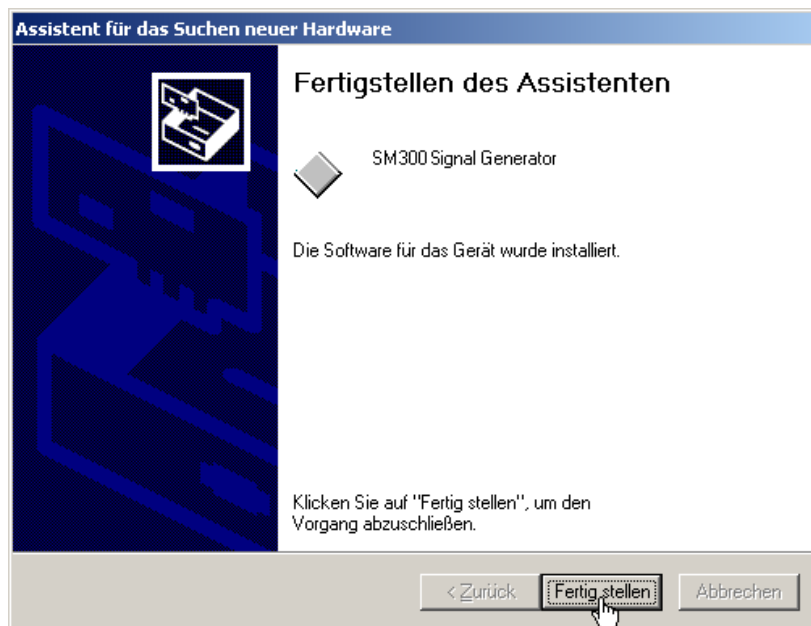 Assistent für das Suchen neuer Hardware
Fertigstellen des Assistenten
SM300 Signal Generator
Die Software für das Gerät wurde installiert.
Klicken Sie auf "Fertig stellen", um den
Vorgang abzuschließen.
< Zurück
Fertig stellen
Abbrechen